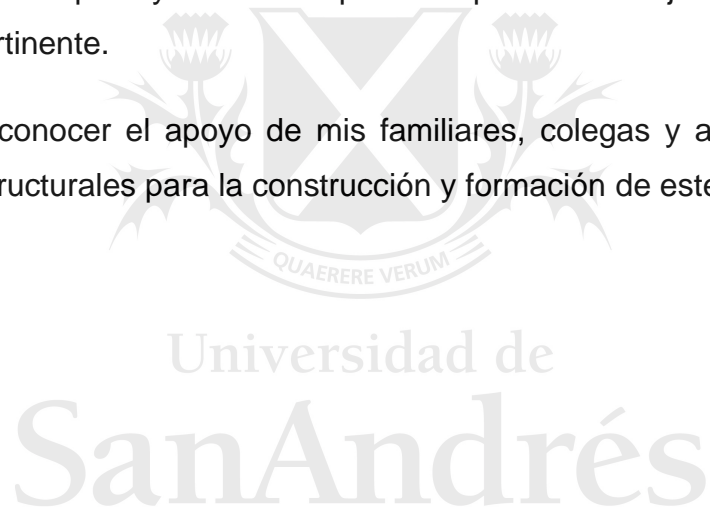 rtinente.
conocer el apoyo de mis familiares, colegas y a
ructurales para la construcción y formación de este
QUAERERE VERUM
Universidad de
SanAndrés